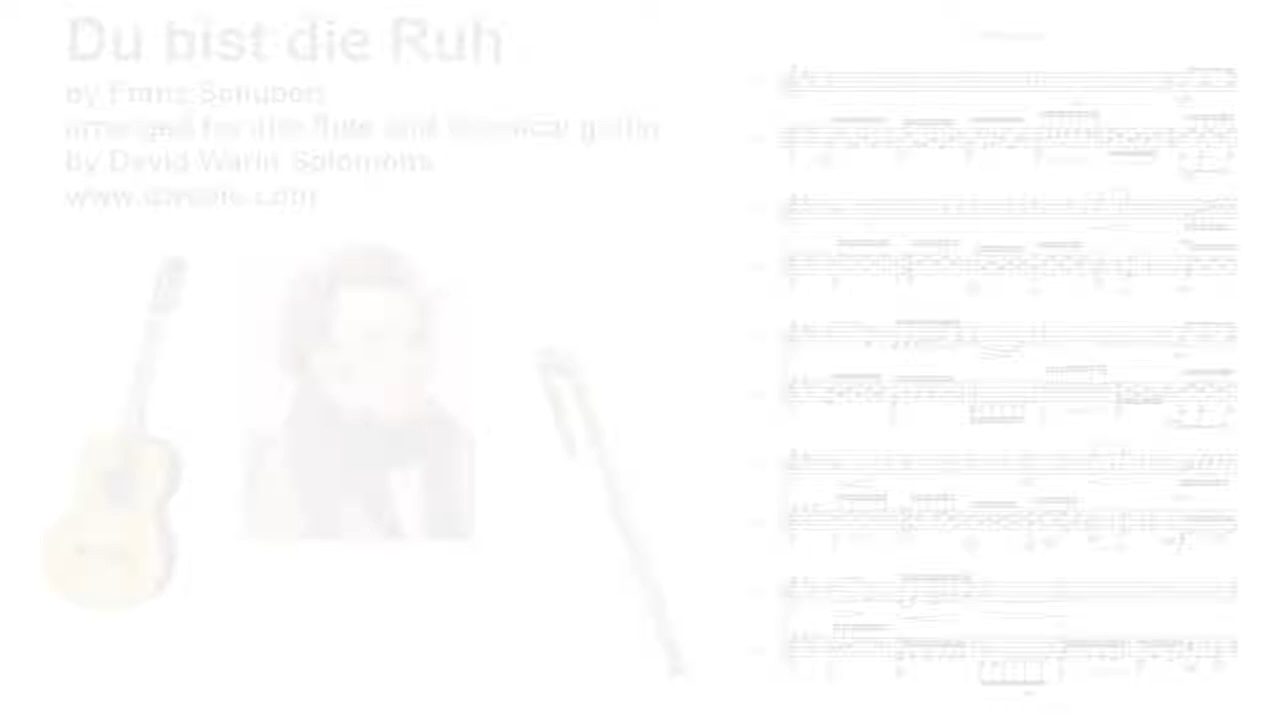 Du bist die Ruh
by Franz Schubert
arranged for alto flute and classical guitar
by David Warin Solomons